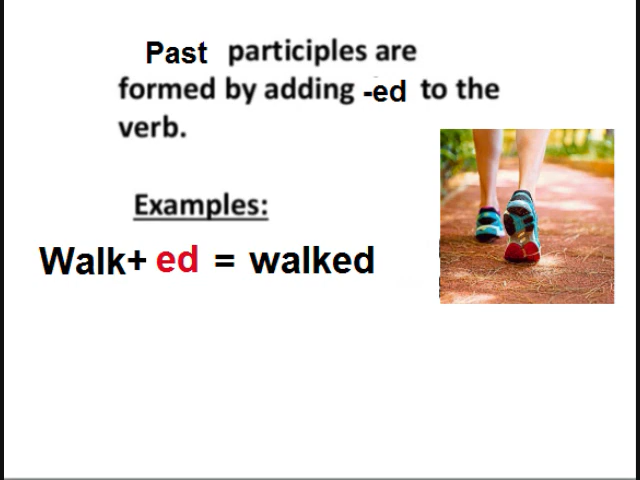 Past participles are
formed by adding -ed to the
verb.
Examples:
Walk+ ed = walked